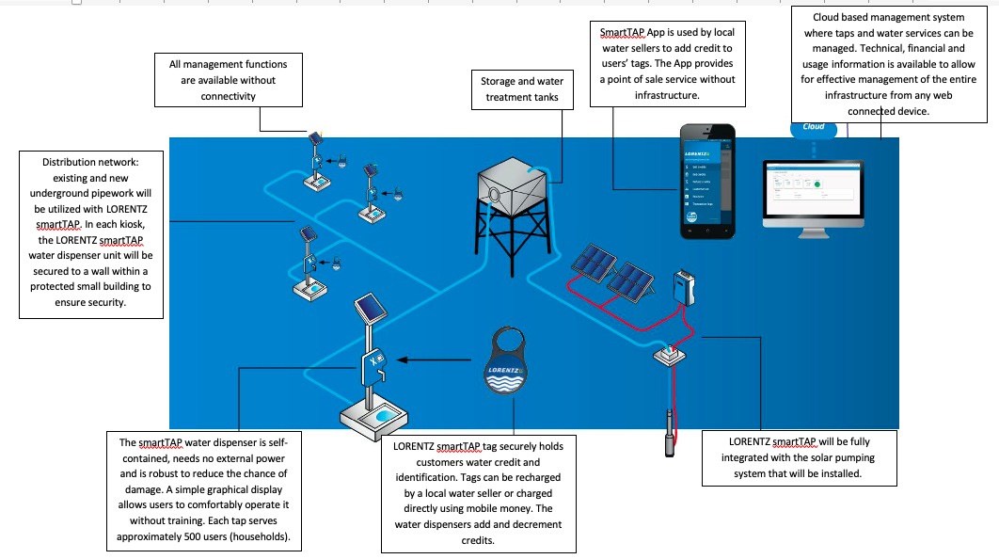 Cloud based management system
where taps and water services can be
managed. Technical, financial and
usage information is available to allow
for effective management of the entire
infrastructure from any web
connected device.
SmartTAP App is used by local
water sellers to add credit to
users' tags. The App provides
a point of sale service without
infrastructure.
All management functions
are available without
connectivity
Storage and water
treatment tanks
Cloud
LORENTZ
Distribution network:
existing and new
underground pipework will
be utilized with LORENTZ
smartTAP. In each kiosk,
the LORENTZ smartTAP
water dispenser unit will be
secured to a wall within a
protected small building to
ensure security.
LORENTZ
The smartTAP water dispenser is self-
contained, needs no external power
and is robust to reduce the chance of
damage. A simple graphical display
allows users to comfortably operate it
without training. Each tap serves
approximately 500 users (households).
LORENTZ smartTAP tag securely holds
customers water credit and
identification. Tags can be recharged
by a local water seller or charged
directly using mobile money. The
water dispensers add and decrement
credits.
LORENTZ smartTAP will be fully
integrated with the solar pumping
system that will be installed.